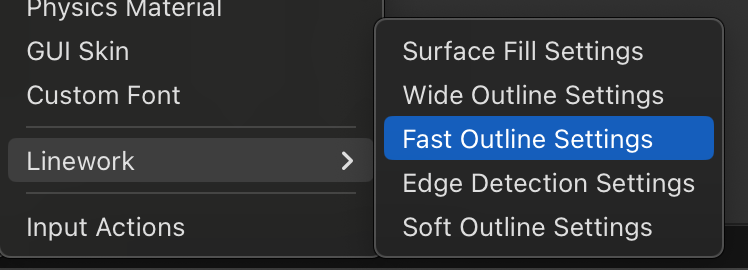 Physics Material
GUI Skin
Custom Font
Linework
Input Actions
Surface Fill Settings
Wide Outline Settings
Fast Outline Settings
Edge Detection Settings
Soft Outline Settings